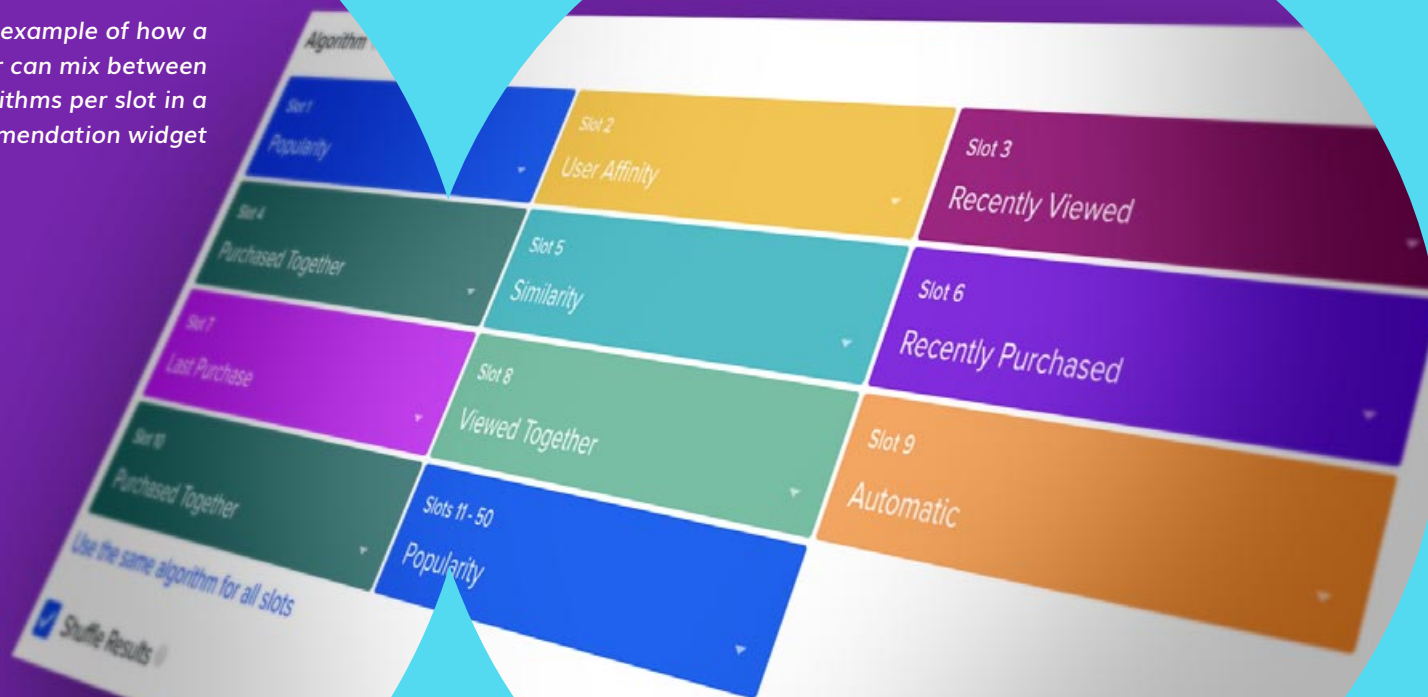 example of how a
r can mix between
ithms per slot in a
mendation widget
Algorithm
Slot 1
Popularity
Slot 2
User Affinity
Slot 3
Recently Viewed
Slot 4
Purchased Together
Slot 5
Similarity
Slot 6
Recently Purchased
Slot 7
Last Purchase
Slot 8
Viewed Together
Slot 9
Automatic
Slot 10
Purchased Together
Slots 11 - 50
Popularity
Use the same algorithm for all slots
Shuffle Results